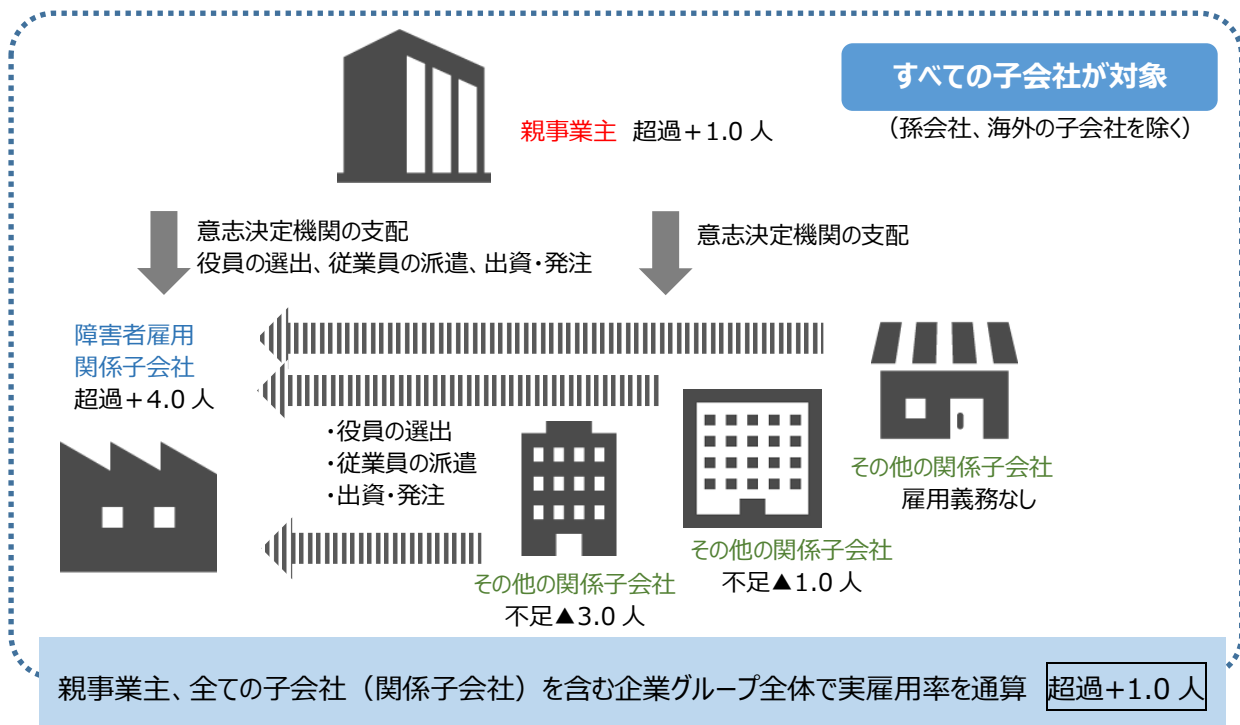 すべての子会社が対象
(孫会社、海外の子会社を除く)
親事業主 超過+1.0 人
意志決定機関の支配
役員の選出、従業員の派遣、出資・発注
意志決定機関の支配
障害者雇用
関係子会社
超過+4.0 人
・役員の選出
・従業員の派遣
・出資・発注
その他の関係子会社
雇用義務なし
その他の関係子会社
不足▲1.0 人
その他の関係子会社
不足▲3.0 人
親事業主、全ての子会社(関係子会社)を含む企業グループ全体で実雇用率を通算 超過+1.0 人